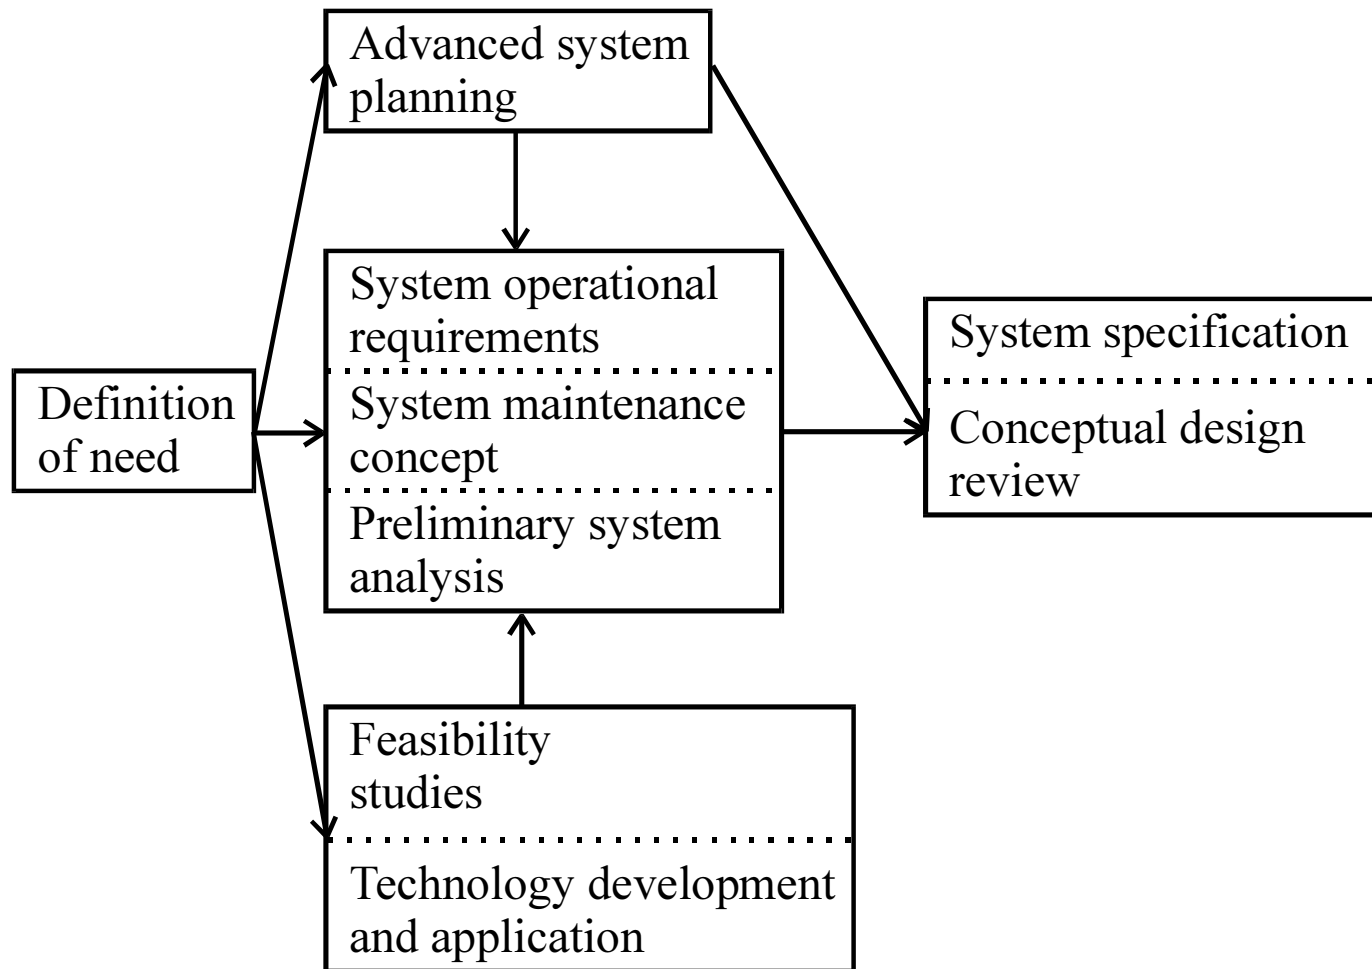 Advanced system
planning
System operational
requirements
System specification
Definition
of need
System maintenance
concept
Conceptual design
review
Preliminary system
analysis
Feasibility
studies
Technology development
and application